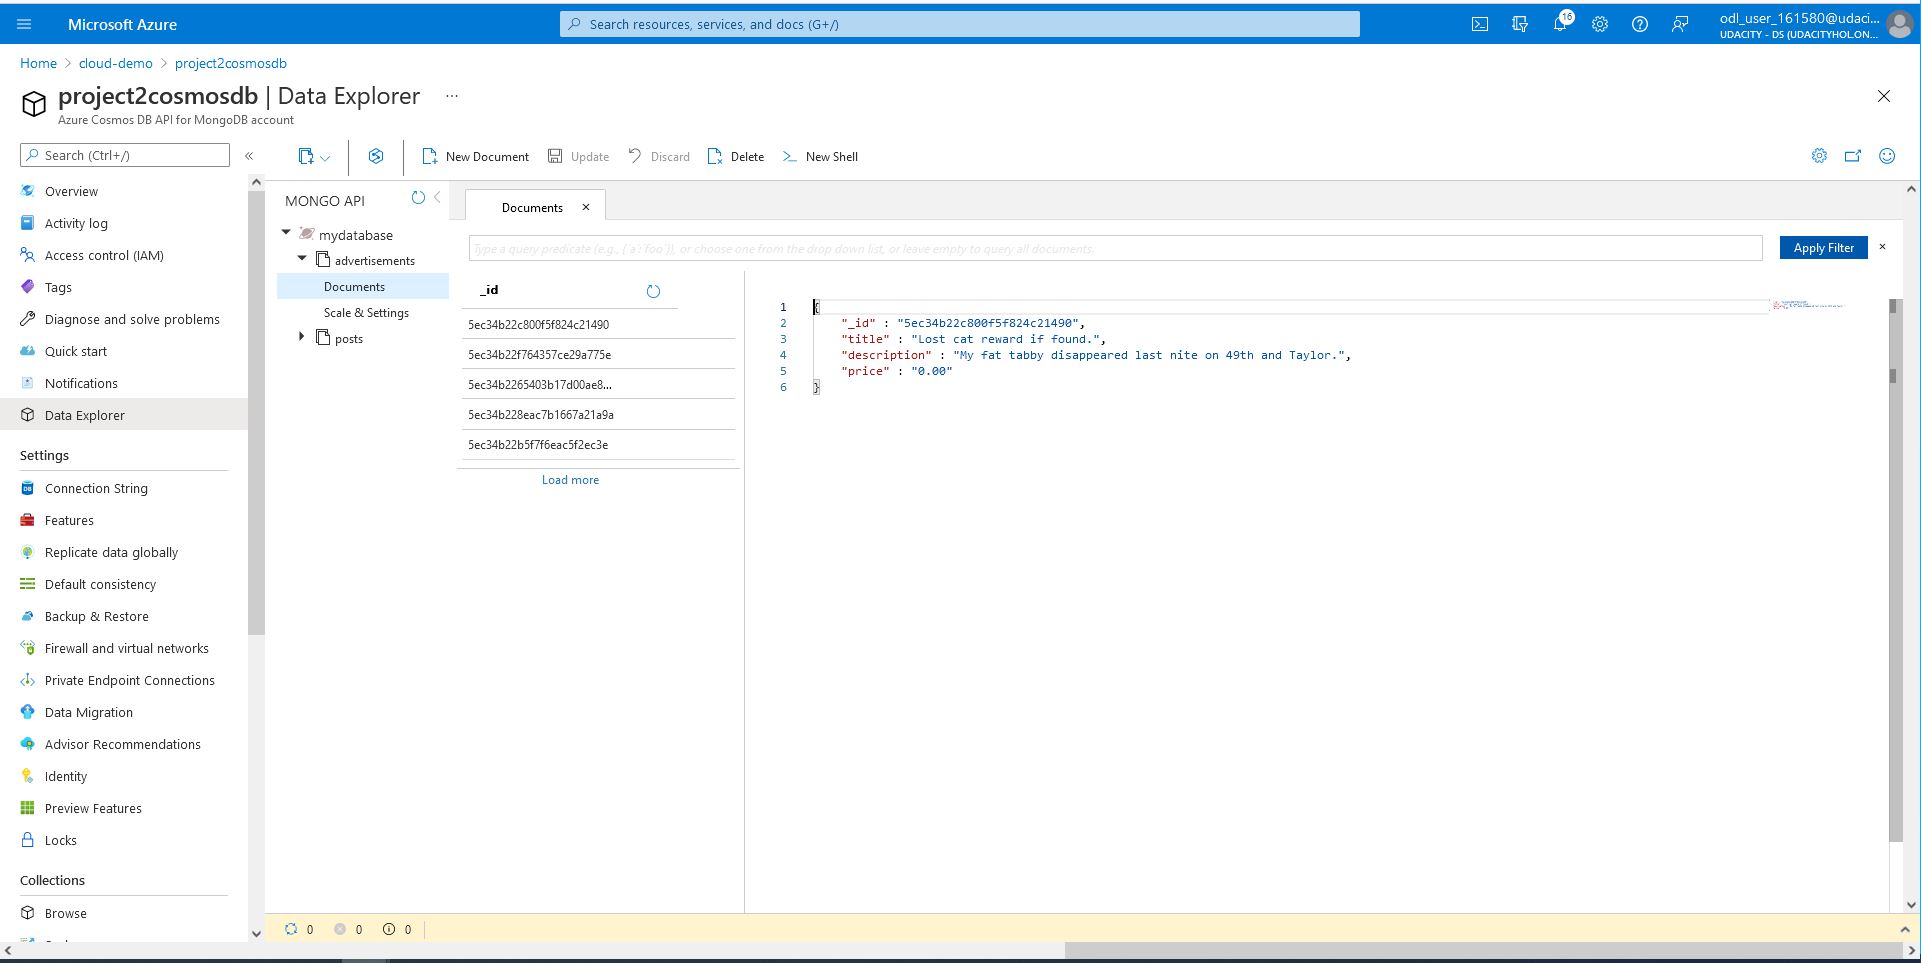 Microsoft Azure
Search resources, services, and docs (G+/)
16
odl_user_161580@udaci...
UDACITY - DS (UDACITYHOL.ON...
Home > cloud-demo > project2cosmosdb
project2cosmosdb | Data Explorer ...
Azure Cosmos DB API for MongoDB account
Search (Ctrl+/)
«
New Document
Update
Discard
Delete
New Shell
Overview
Activity log
Access control (IAM)
Tags
Diagnose and solve problems
Quick start
Notifications
Data Explorer
Settings
Connection String
Features
Replicate data globally
Default consistency
Backup & Restore
Firewall and virtual networks
Private Endpoint Connections
Data Migration
Advisor Recommendations
Identity
Preview Features
Locks
Collections
Browse
MONGO API
mydatabase
advertisements
Documents
Scale & Settings
posts
Documents
Type a query predicate (e.g., {´a´:´foo´}), or choose one from the drop down list, or leave empty to query all documents.
Apply Filter
_id
5ec34b22c800f5f824c21490
5ec34b22f764357ce29a775e
5ec34b2265403b17d00ae8...
5ec34b228eac7b1667a21a9a
5ec34b22b5f7f6eac5f2ec3e
Load more
1 {
2 "_id" : "5ec34b22c800f5f824c21490",
3 "title" : "Lost cat reward if found.",
4 "description" : "My fat tabby disappeared last nite on 49th and Taylor.",
5 "price" : "0.00"
6 }
0 0 0